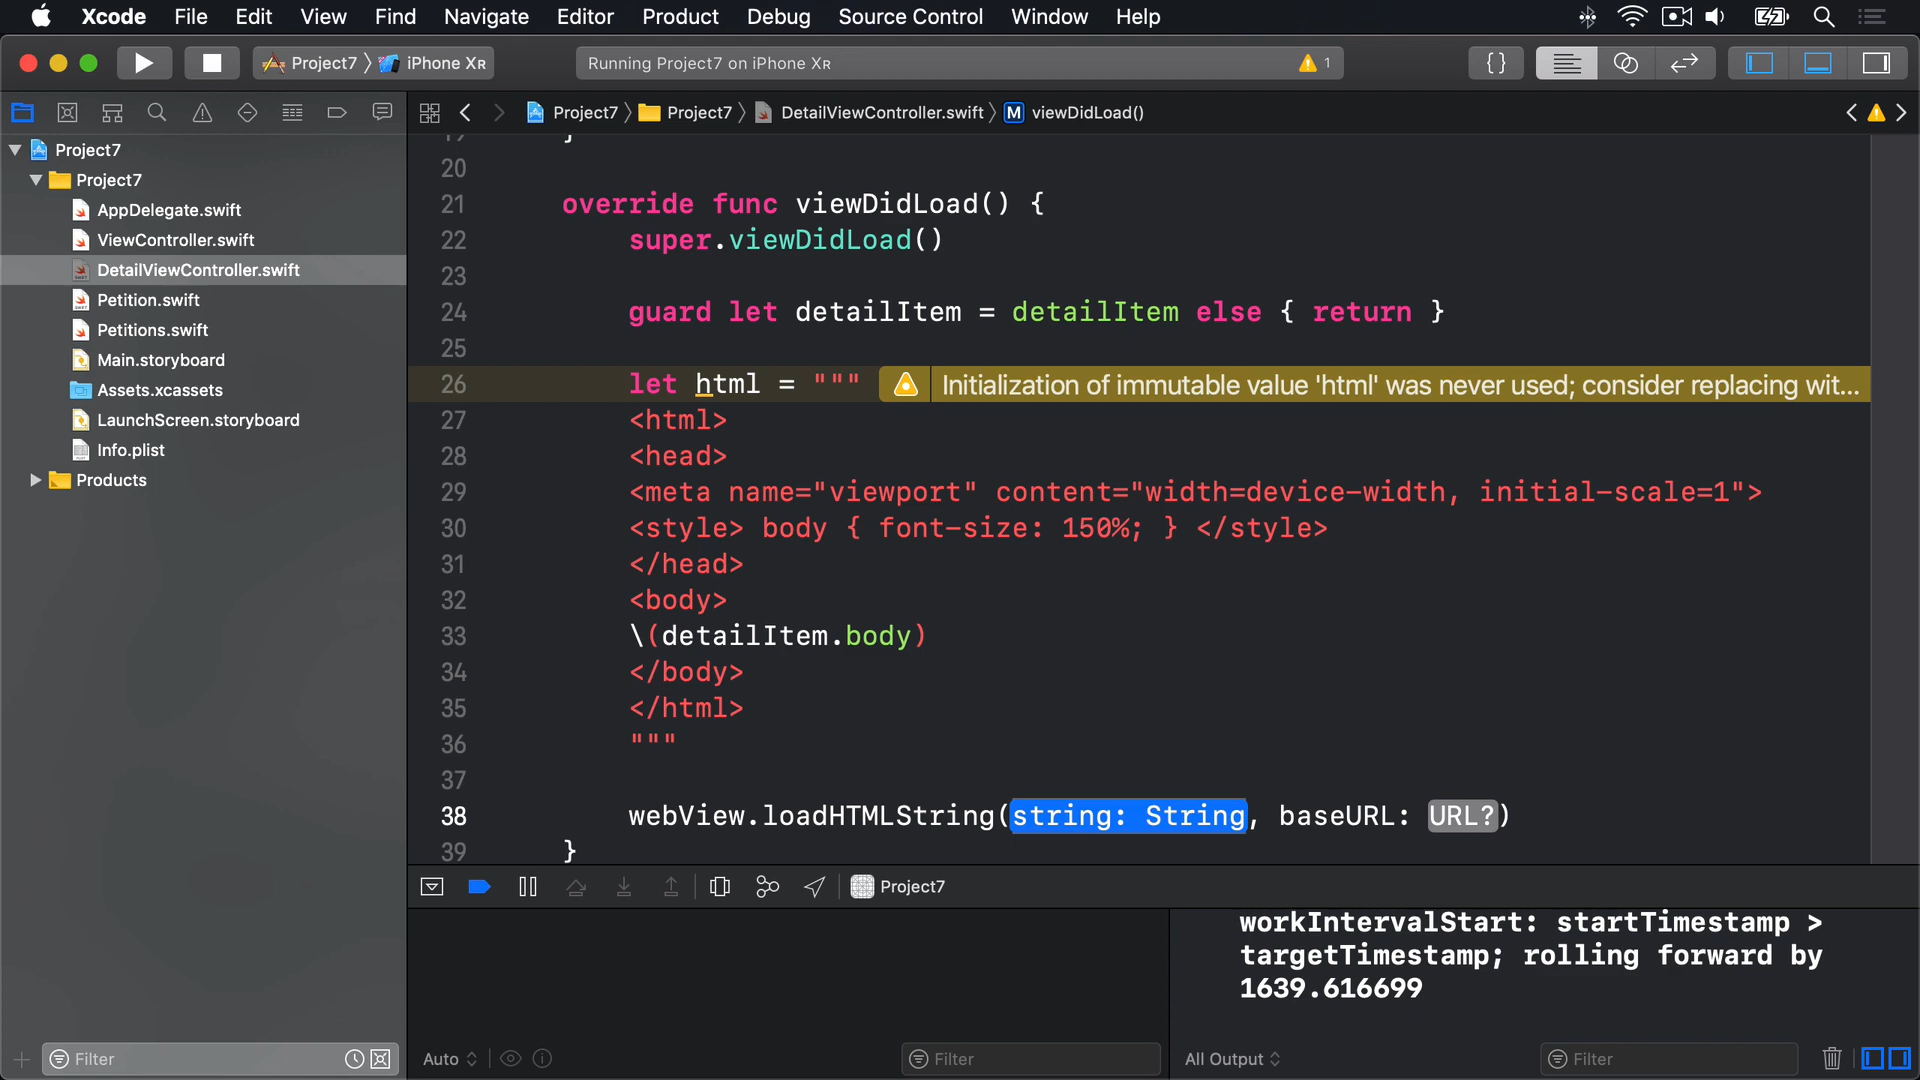 Xcode File Edit View Find Navigate Editor Product Debug Source Control Window Help
Project7 iPhone XR
Running Project7 on iPhone XR
1
{}
Project7 Project7 DetailViewController.swift M viewDidLoad()
Project7
Project7
AppDelegate.swift
ViewController.swift
DetailViewController.swift
Petition.swift
Petitions.swift
Main.storyboard
Assets.xcassets
LaunchScreen.storyboard
Info.plist
Products
19 }
20
21 override func viewDidLoad() {
22 super.viewDidLoad()
23
24 guard let detailItem = detailItem else { return }
25
26 let html = """ Initialization of immutable value 'html' was never used; consider replacing wit...
27 <html>
28 <head>
29 <meta name="viewport" content="width=device-width, initial-scale=1">
30 <style> body { font-size: 150%; } </style>
31 </head>
32 <body>
33 \(detailItem.body)
34 </body>
35 </html>
36 """
37
38 webView.loadHTMLString(string: String, baseURL: URL?)
39 }
Project7
workIntervalStart: startTimestamp >
targetTimestamp; rolling forward by
1639.616699
Filter
Auto
Filter
All Output
Filter